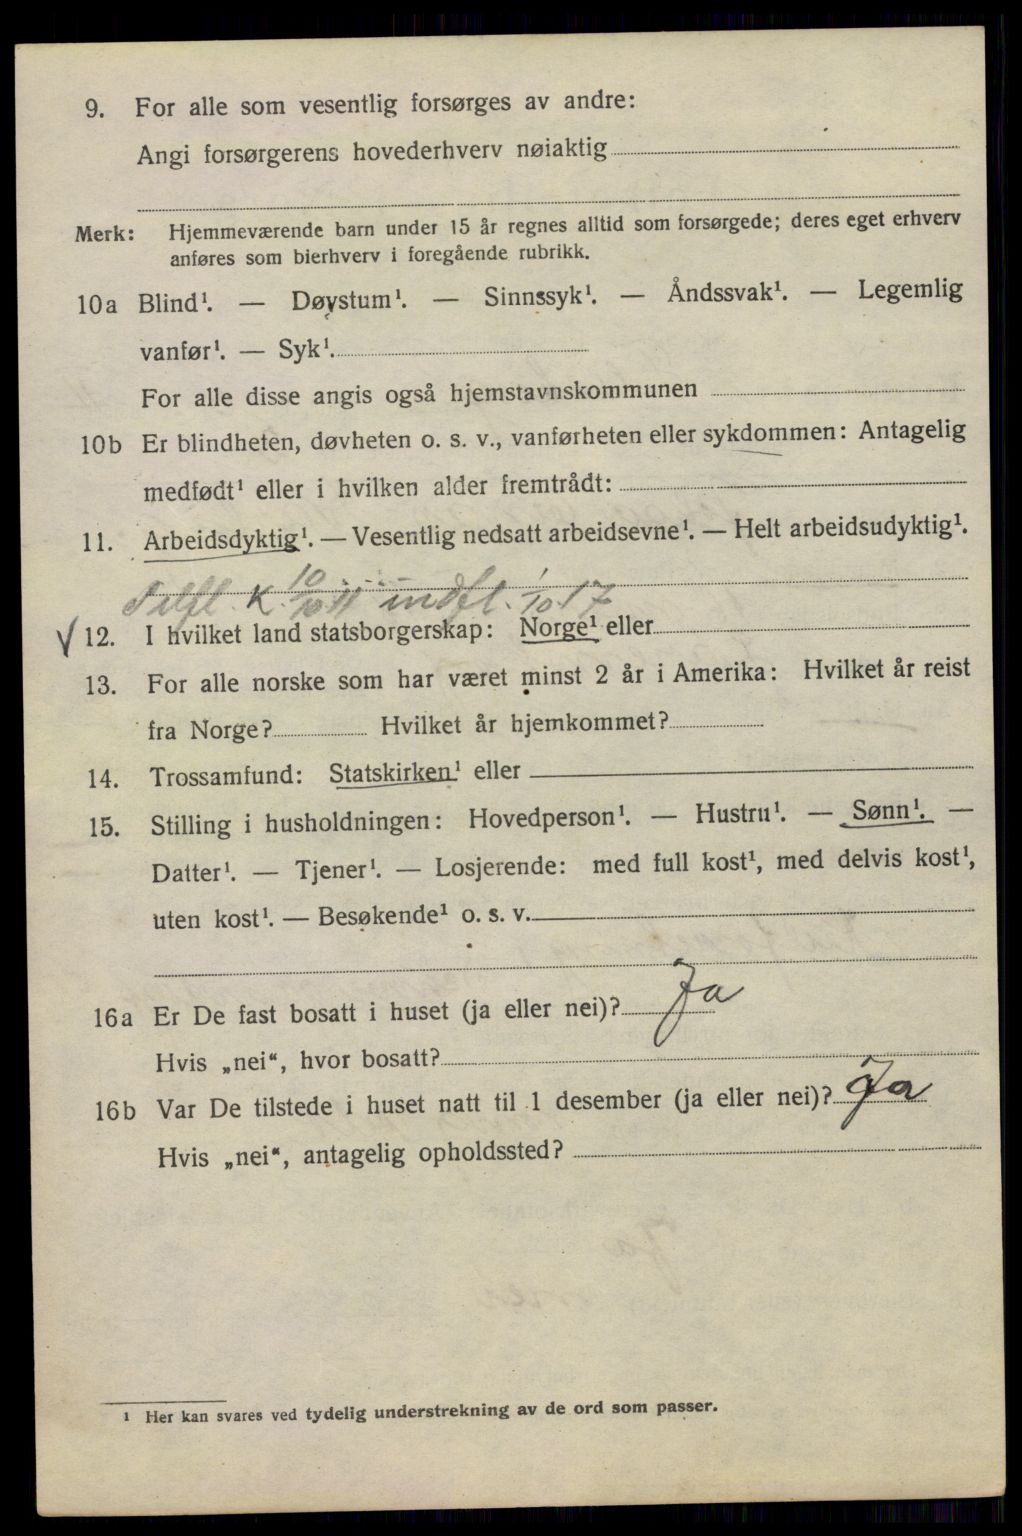 9. For alle som vesentlig forsørges av andre:
Angi forsørgerens hovederhverv nøiaktig
Merk: Hjemmeværende barn under 15 år regnes alltid som forsørgede; deres eget erhverv
anføres som bierhverv i foregående rubrikk.
10a Blind¹. — Døvstum¹. — Sinnssyk¹. — Åndssvak¹. — Legemlig
vanfør¹. — Syk¹.
For alle disse angis også hjemstavnskommunen
10b Er blindheten, døvheten o. s. v., vanførheten eller sykdommen: Antagelig
medfødt¹ eller i hvilken alder fremtrådt:
11. Arbeidsdyktig¹. — Vesentlig nedsatt arbeidsevne¹. — Helt arbeidsudyktig¹.
Tilfl. K. 10/10 11 indfl. 1/10 17
12. I hvilket land statsborgerskap: Norge¹ eller
13. For alle norske som har været minst 2 år i Amerika: Hvilket år reist
fra Norge? Hvilket år hjemkommet?
14. Trossamfund: Statskirken¹ eller
15. Stilling i husholdningen: Hovedperson¹. — Hustru¹. — Sønn¹. —
Datter¹. — Tjener¹. — Losjerende: med full kost¹, med delvis kost¹,
uten kost¹. — Besøkende¹ o. s. v.
16a Er De fast bosatt i huset (ja eller nei)? Ja
Hvis „nei“, hvor bosatt?
16b Var De tilstede i huset natt til 1 desember (ja eller nei)? Ja
Hvis „nei“, antagelig opholdssted?
¹ Her kan svares ved tydelig understrekning av de ord som passer.